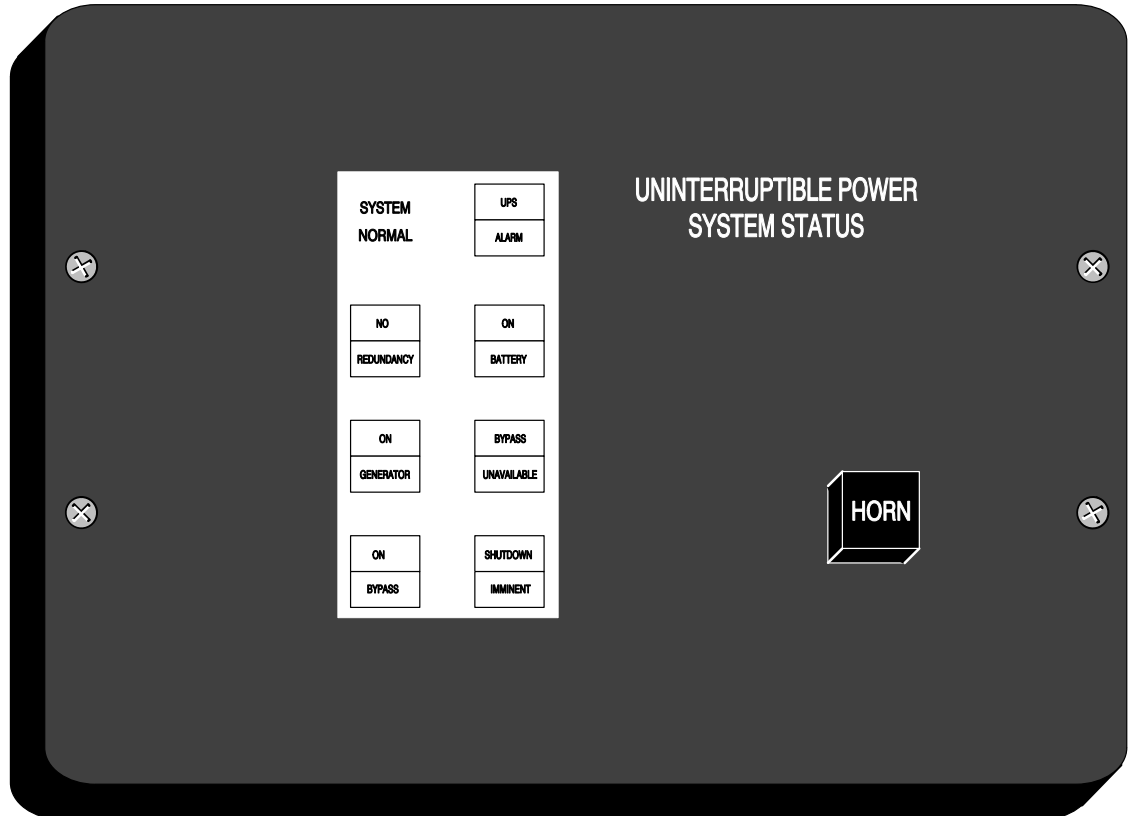 UNINTERRUPTIBLE POWER
SYSTEM STATUS
SYSTEM
NORMAL
UPS
ALARM
NO
REDUNDANCY
ON
BATTERY
ON
GENERATOR
BYPASS
UNAVAILABLE
ON
BYPASS
SHUTDOWN
IMMINENT
HORN